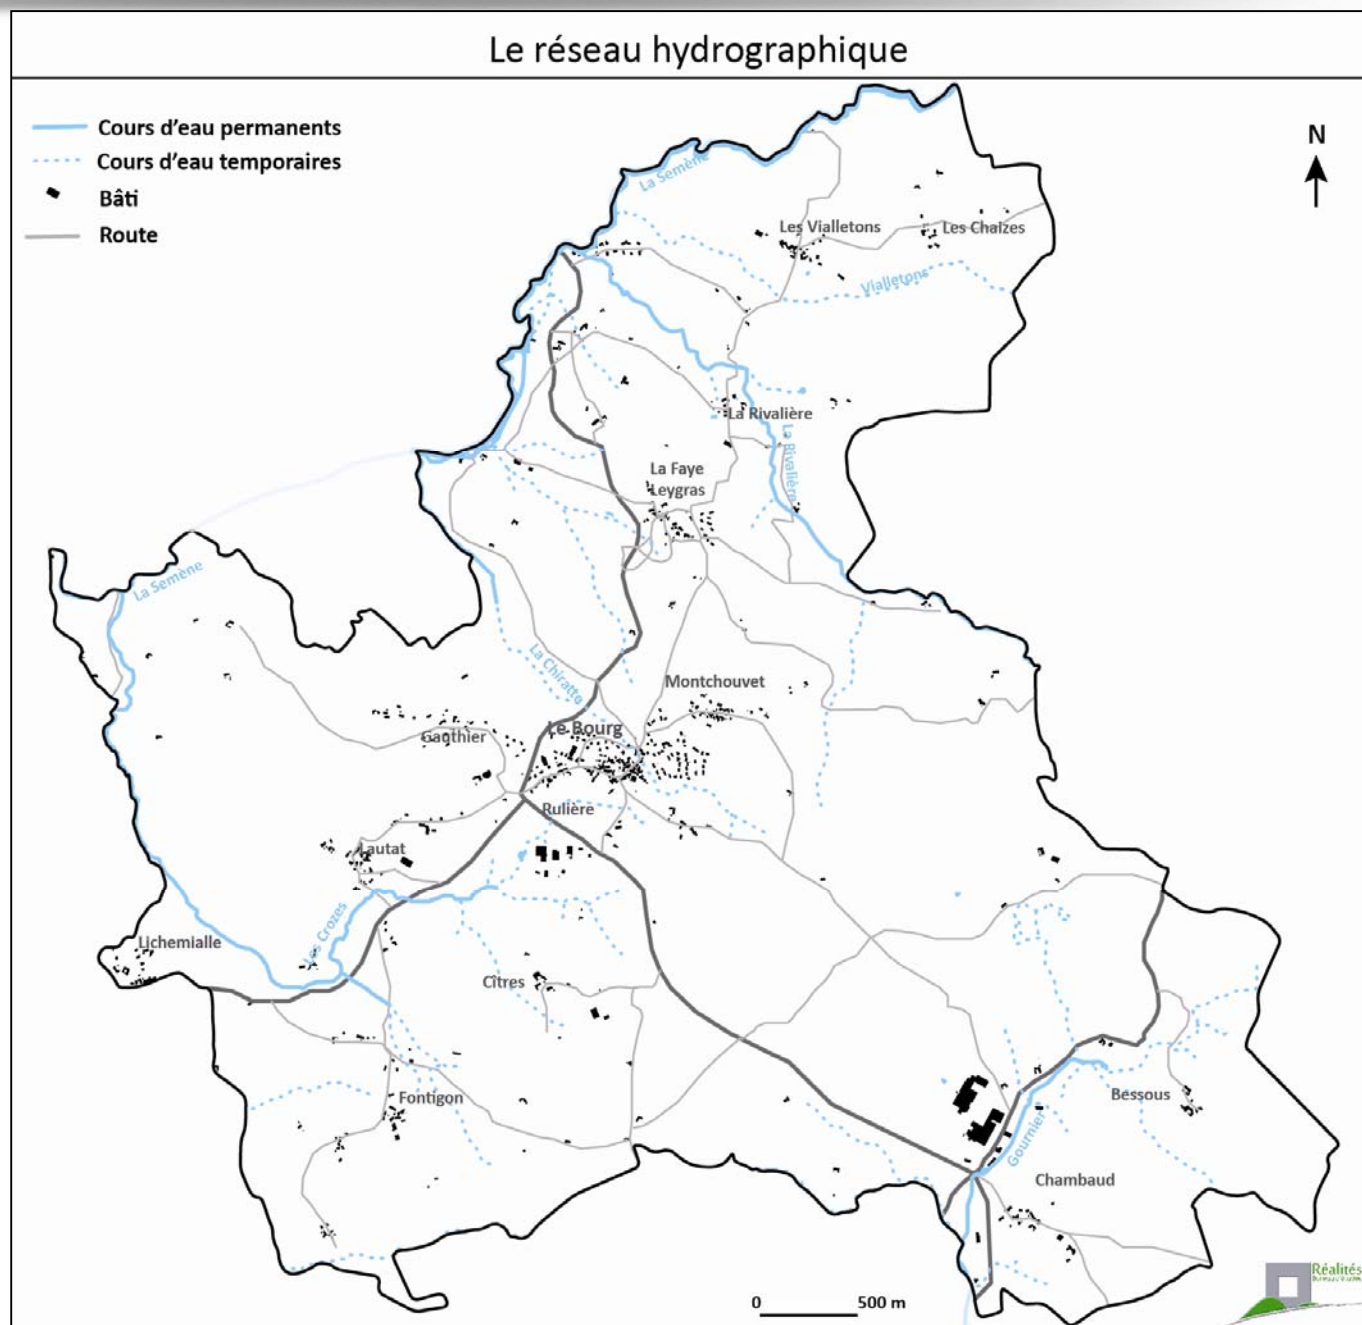 Le réseau hydrographique
Cours d'eau permanents
Cours d'eau temporaires
Bâti
Route
N
La Semène
Les Vialletons
Les Chaizes
Vialletons
La Rivalière
La Rivalière
La Faye
Leygras
La Semène
La Chiratte
Montchouvet
Le Bourg
Ganthier
Rulière
Lautat
Les Crozes
Lichemialle
Cîtres
Fontigon
Bessous
Gournier
Chambaud
0 500 m
Réalités